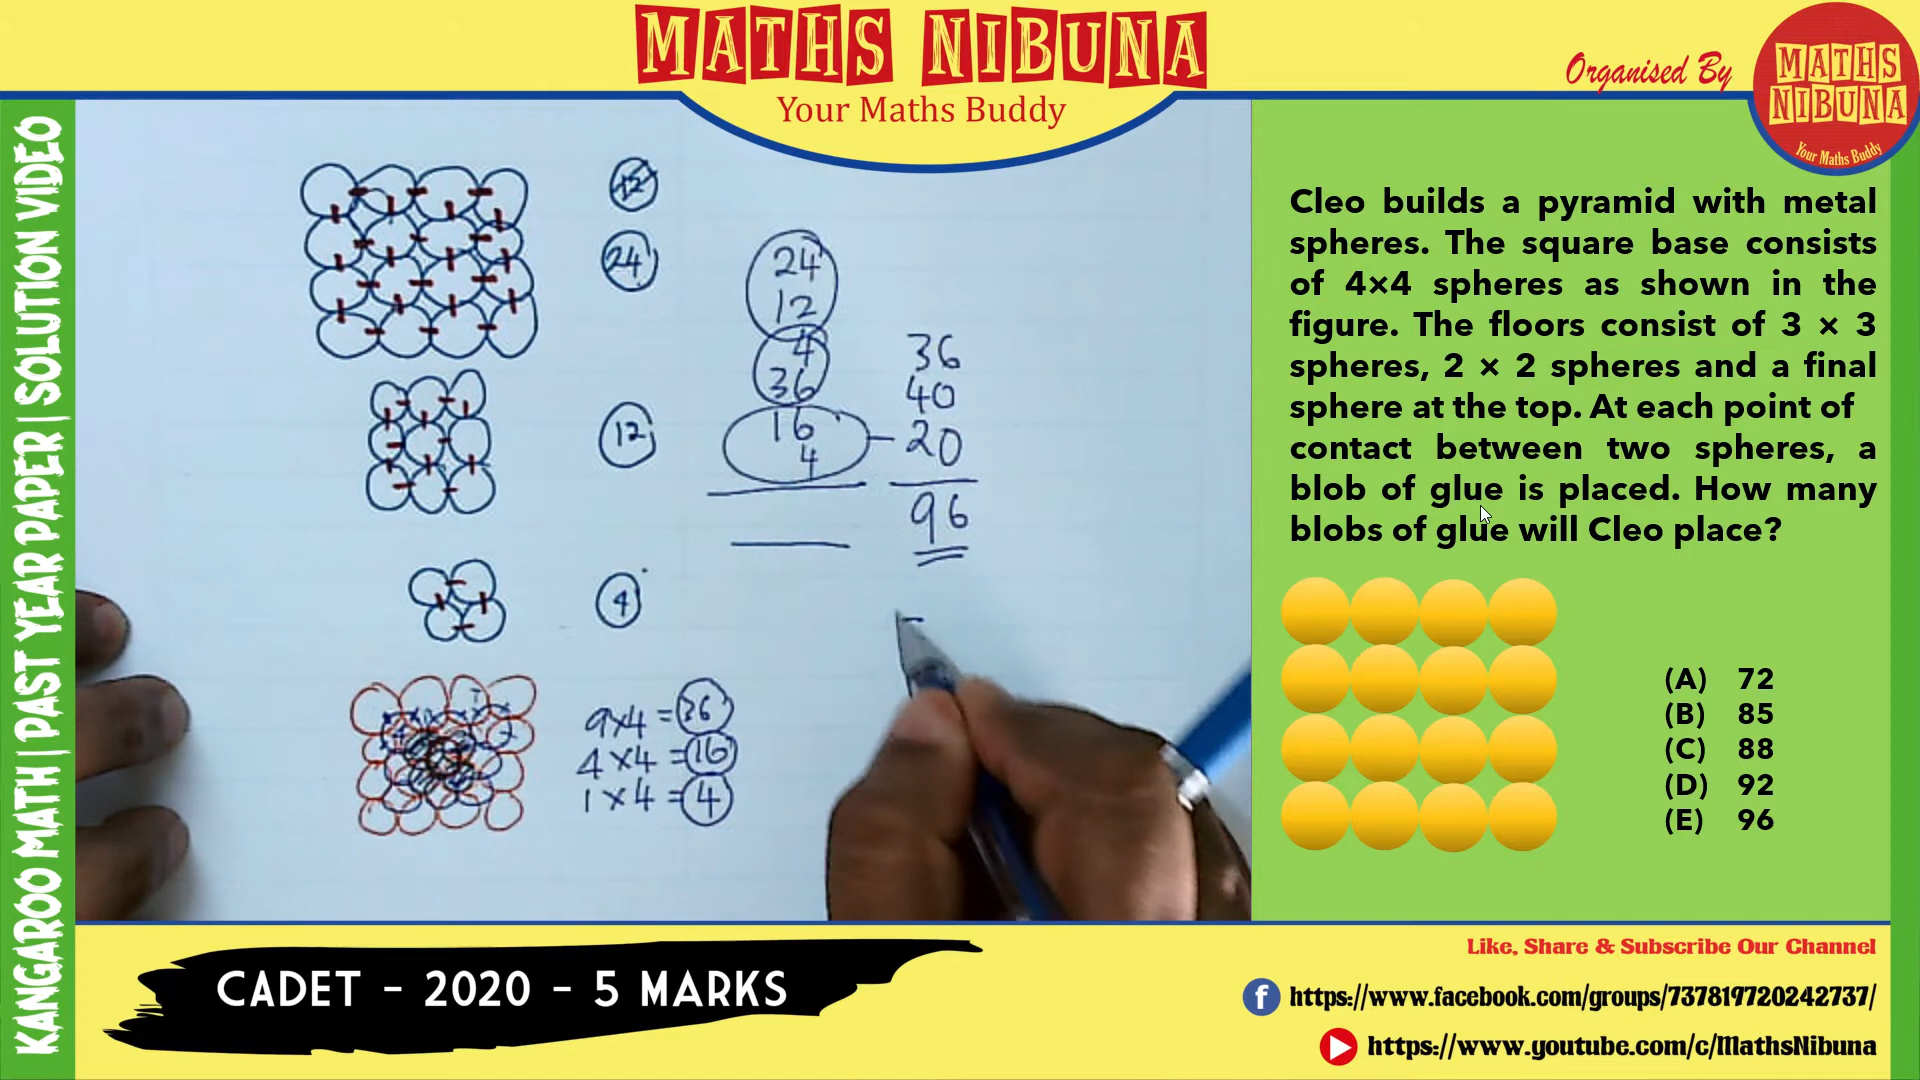 MATHS NIBUNA
Your Maths Buddy
Organised By
MATHS
NIBUNA
Your Maths Buddy
KANGAROO MATH | PAST YEAR PAPER | SOLUTION VIDEO
12
24
12
4
24
12
4
36
16
4
36
40
20
96
9x4 = 36
4x4 = 16
1x4 = 4
Cleo builds a pyramid with metal
spheres. The square base consists
of 4×4 spheres as shown in the
figure. The floors consist of 3 × 3
spheres, 2 × 2 spheres and a final
sphere at the top. At each point of
contact between two spheres, a
blob of glue is placed. How many
blobs of glue will Cleo place?
(A) 72
(B) 85
(C) 88
(D) 92
(E) 96
CADET - 2020 - 5 MARKS
Like, Share & Subscribe Our Channel
f https://www.facebook.com/groups/737819720242737/
https://www.youtube.com/c/MathsNibuna